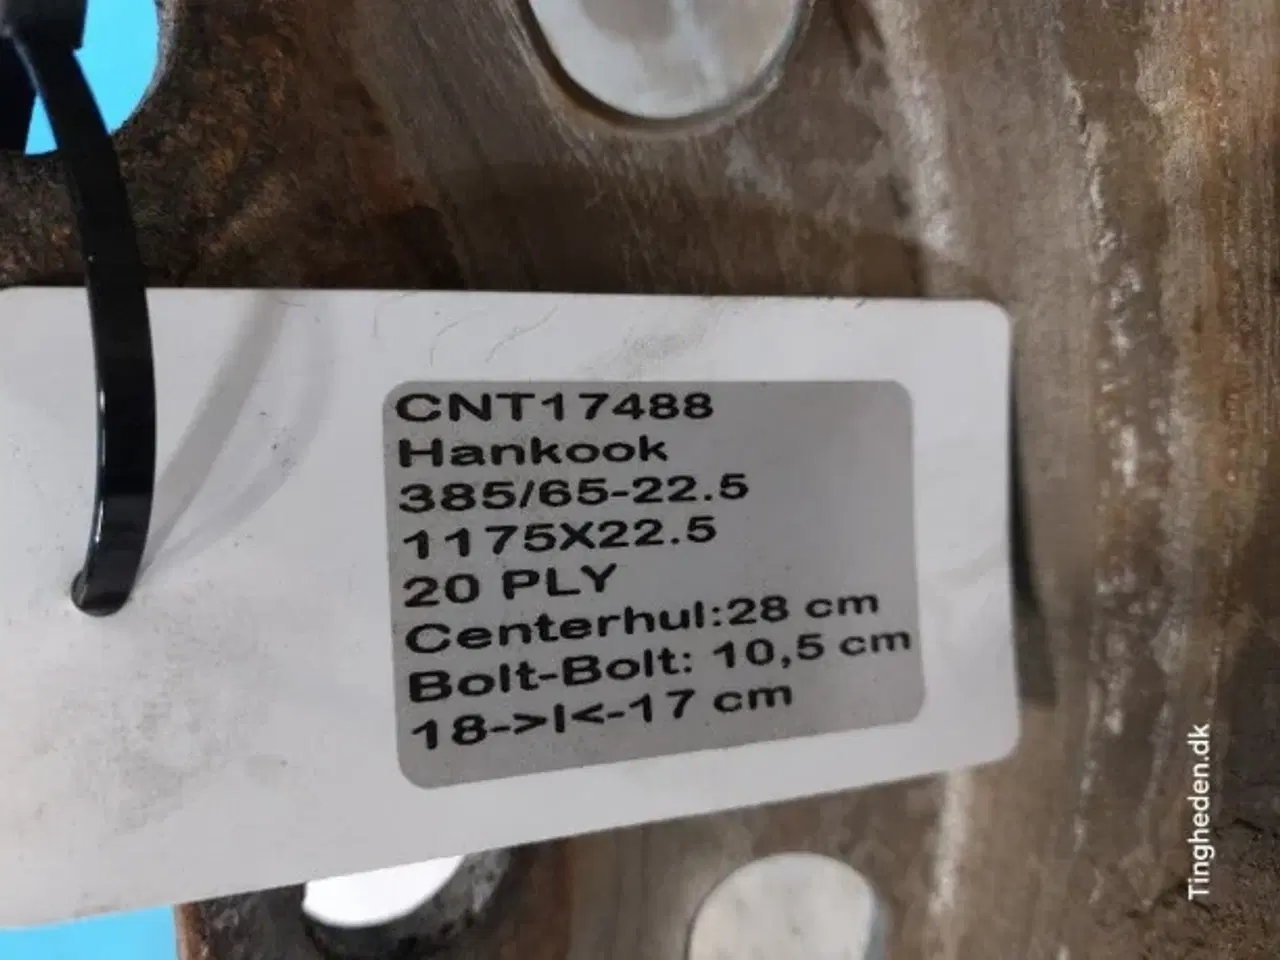 CNT17488
Hankook
385/65-22.5
1175X22.5
20 PLY
Centerhul:28 cm
Bolt-Bolt: 10,5 cm
18->|<-17 cm
Tingheden.dk